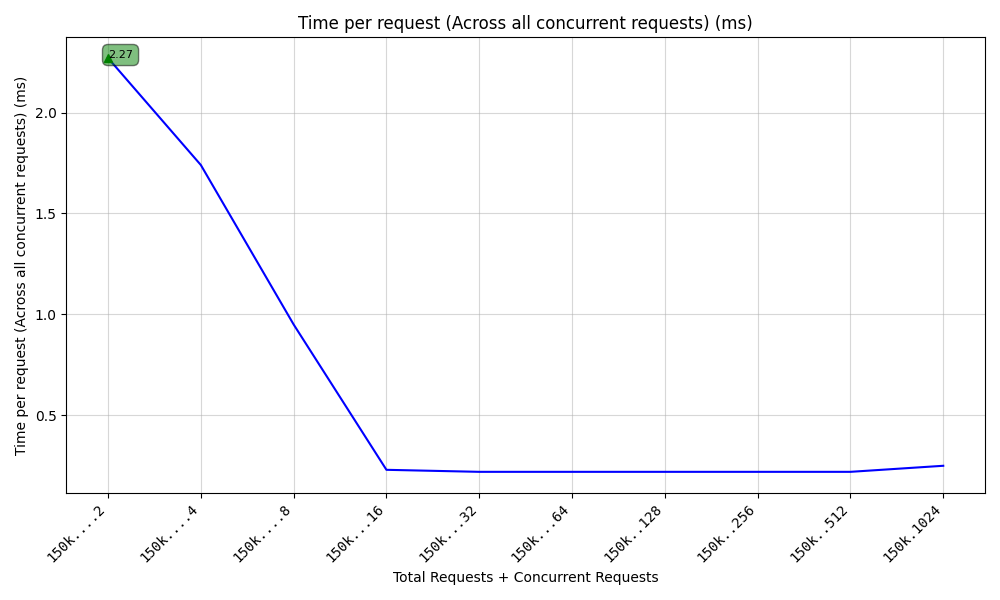 Time per request (Across all concurrent requests) (ms)
2.27
Time per request (Across all concurrent requests) (ms)
2.0
1.5
1.0
0.5
150k....2
150k....4
150k....8
150k...16
150k...32
150k...64
150k..128
150k..256
150k..512
150k.1024
Total Requests + Concurrent Requests